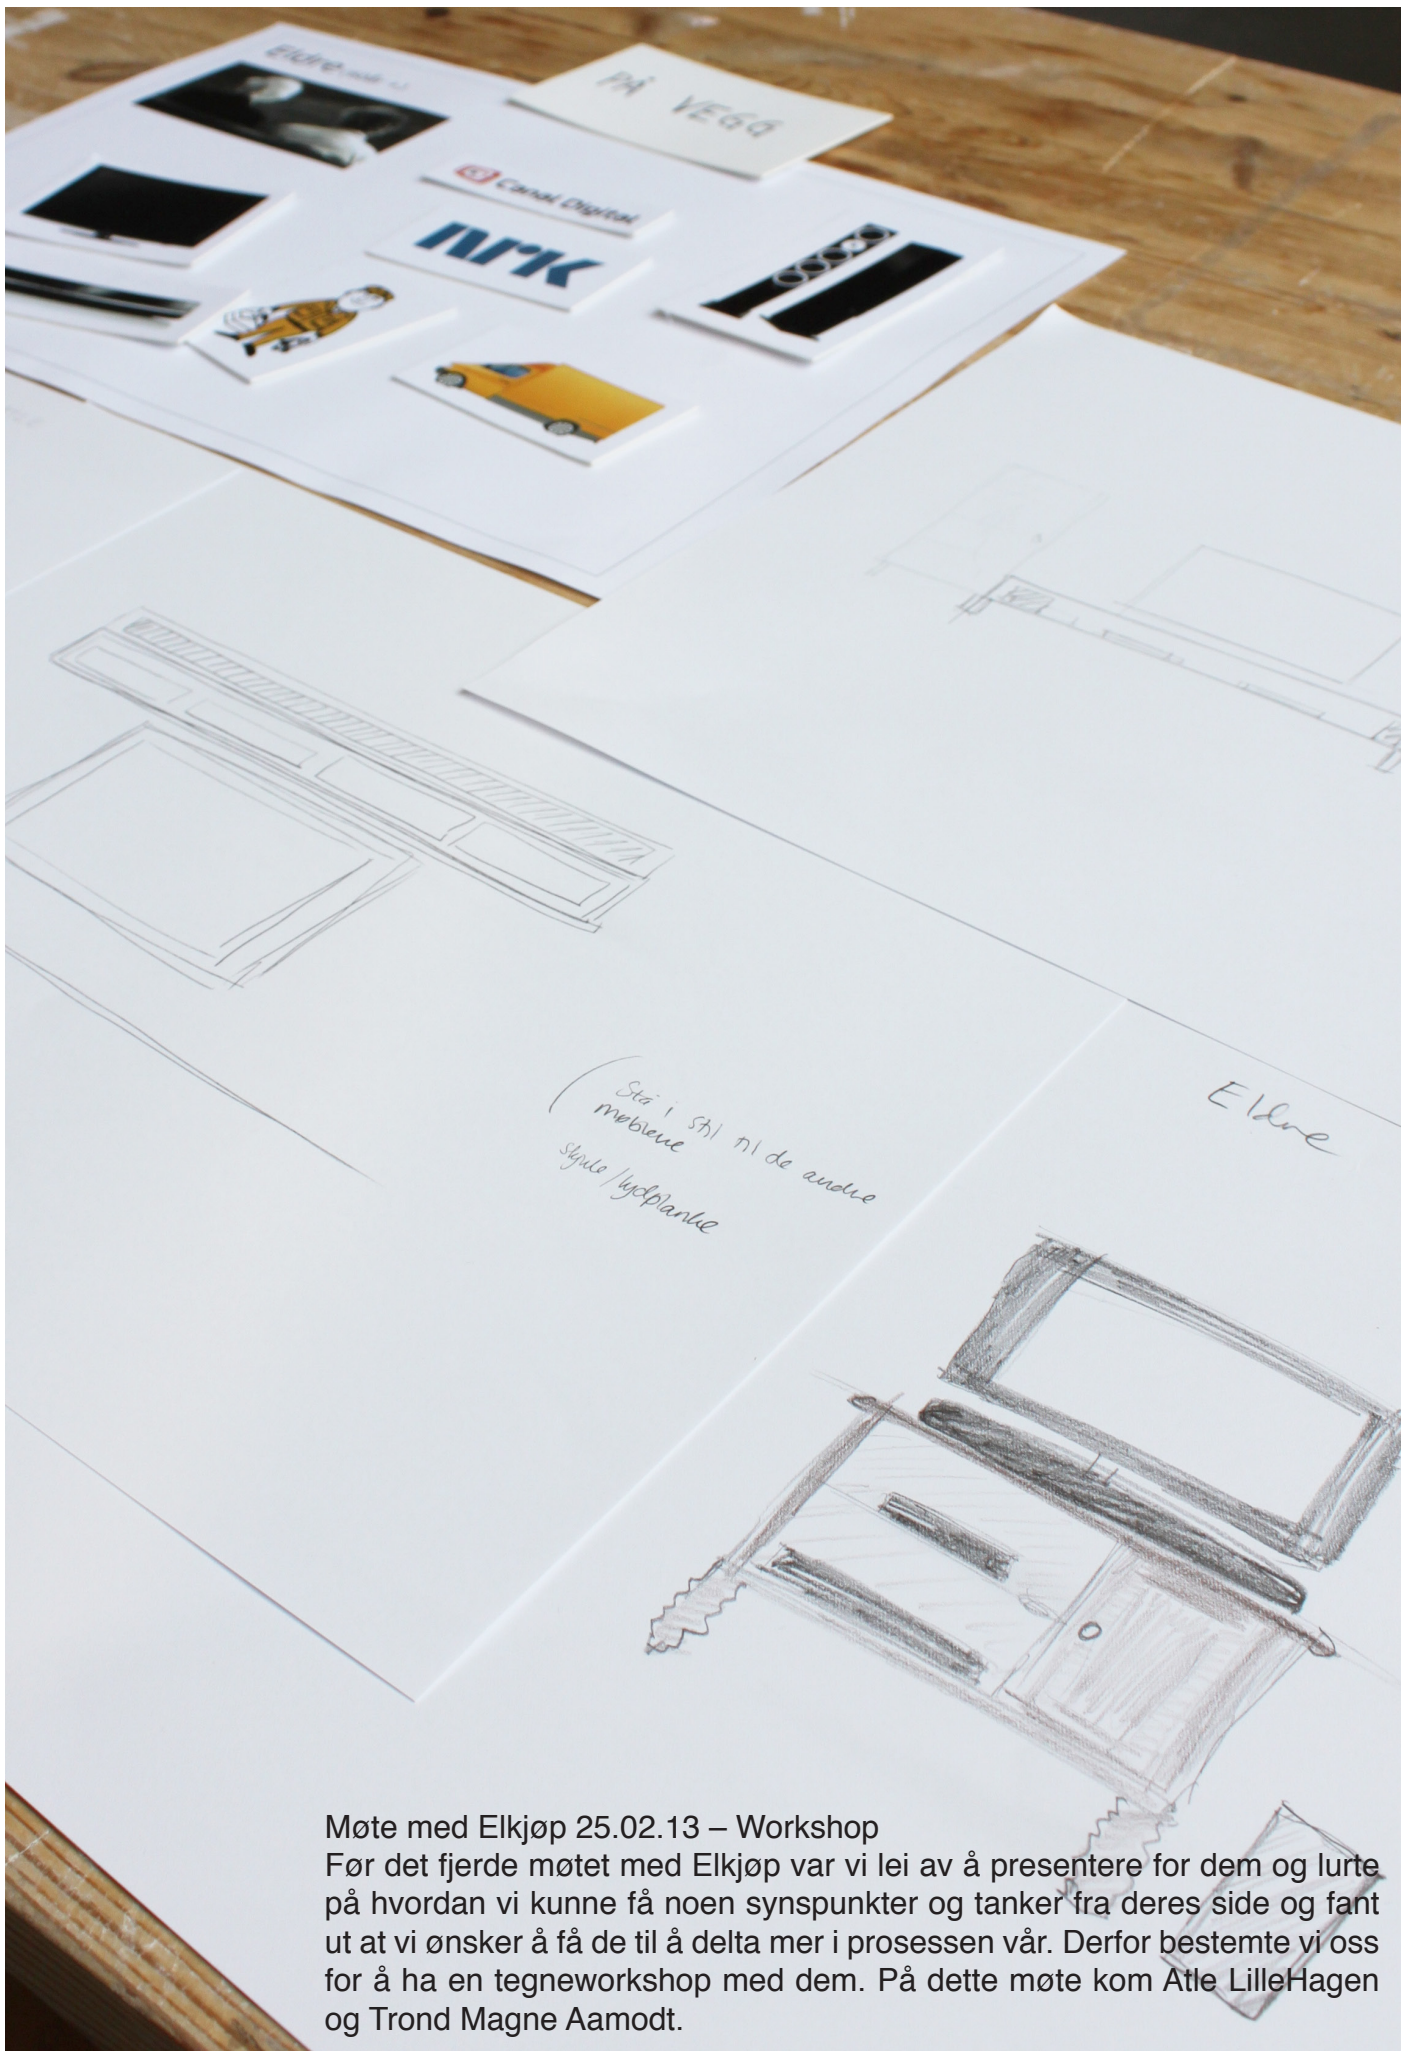 Eldre
PÅ VEGG
Canal Digital
NRK
Eldre
Stå i stil til de andre
møblene
skjule/lydplanke
Møte med Elkjøp 25.02.13 – Workshop
Før det fjerde møtet med Elkjøp var vi lei av å presentere for dem og lurte
på hvordan vi kunne få noen synspunkter og tanker fra deres side og fant
ut at vi ønsker å få de til å delta mer i prosessen vår. Derfor bestemte vi oss
for å ha en tegneworkshop med dem. På dette møte kom Atle LilleHagen
og Trond Magne Aamodt.